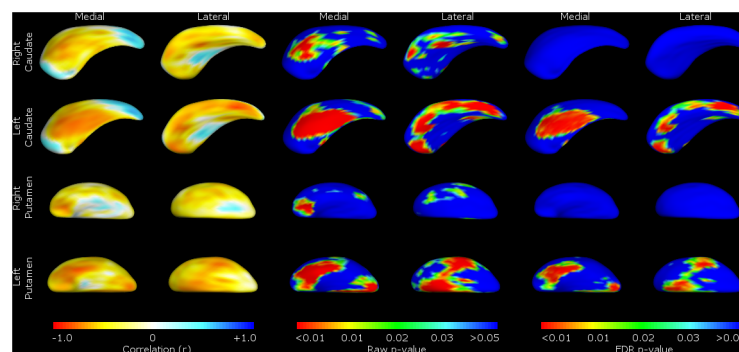 Medial Lateral Medial Lateral Medial Lateral
Right
Caudate
Left
Caudate
Right
Putamen
Left
Putamen
-1.0 0 +1.0 <0.01 0.01 0.02 0.03 >0.05 <0.01 0.01 0.02 0.03 >0.0
Correlation (r) Raw p-value FDR p-value